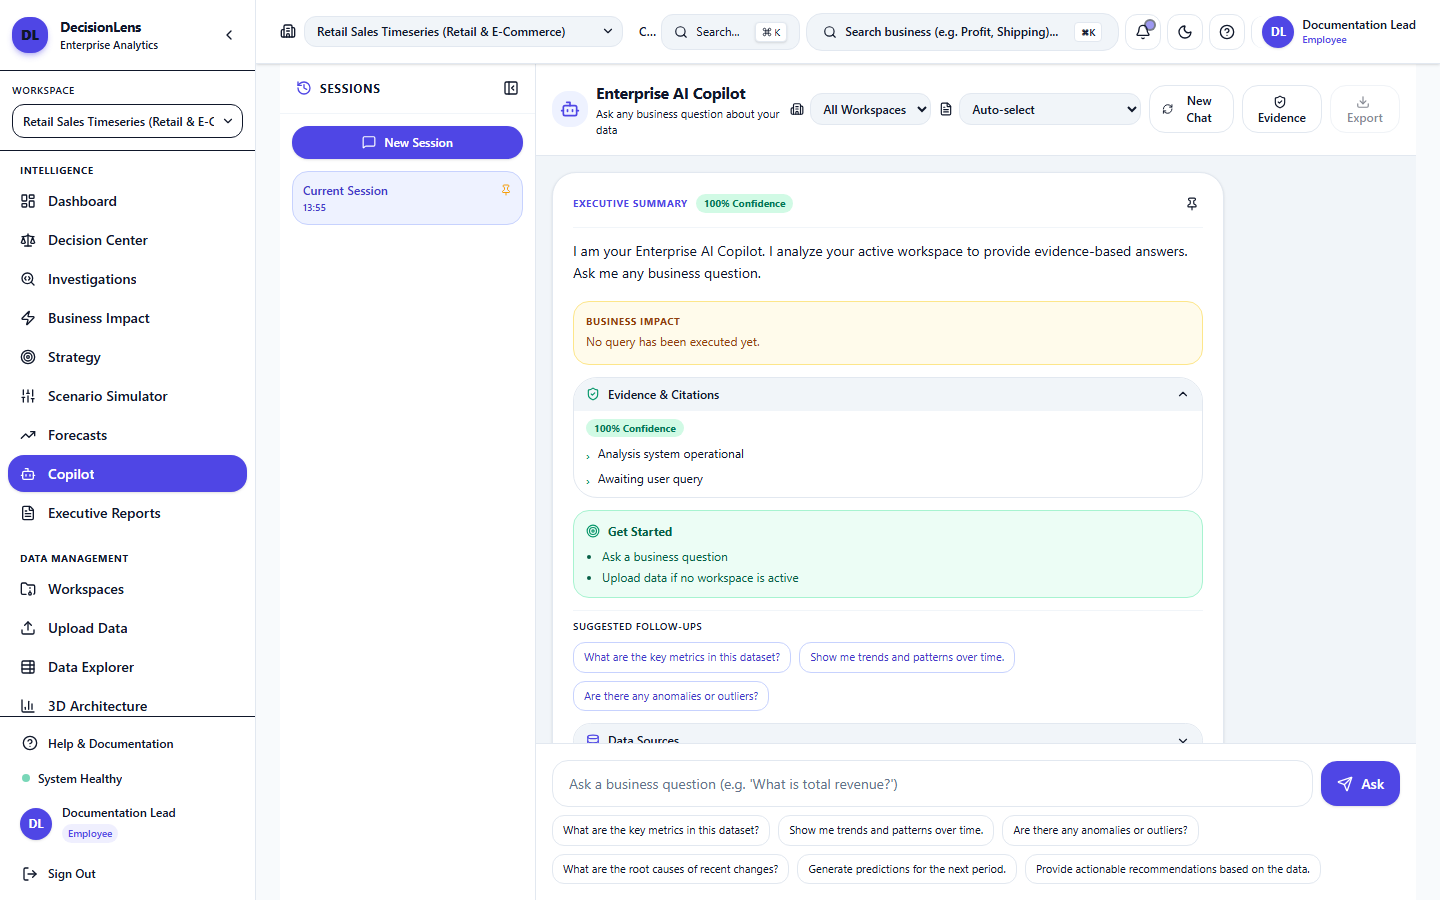 DL
DecisionLens
Enterprise Analytics
WORKSPACE
Retail Sales Timeseries (Retail & E-C
INTELLIGENCE
Dashboard
Decision Center
Investigations
Business Impact
Strategy
Scenario Simulator
Forecasts
Copilot
Executive Reports
DATA MANAGEMENT
Workspaces
Upload Data
Data Explorer
3D Architecture
Help & Documentation
System Healthy
DL
Documentation Lead
Employee
Sign Out
Retail Sales Timeseries (Retail & E-Commerce)
C...
Search...
⌘ K
Search business (e.g. Profit, Shipping)...
⌘K
DL
Documentation Lead
Employee
SESSIONS
New Session
Current Session
13:55
Enterprise AI Copilot
Ask any business question about your
data
All Workspaces
Auto-select
New
Chat
Evidence
Export
EXECUTIVE SUMMARY
100% Confidence
I am your Enterprise AI Copilot. I analyze your active workspace to provide evidence-based answers.
Ask me any business question.
BUSINESS IMPACT
No query has been executed yet.
Evidence & Citations
100% Confidence
› Analysis system operational
› Awaiting user query
Get Started
• Ask a business question
• Upload data if no workspace is active
SUGGESTED FOLLOW-UPS
What are the key metrics in this dataset?
Show me trends and patterns over time.
Are there any anomalies or outliers?
Data Sources
Ask a business question (e.g. 'What is total revenue?')
Ask
What are the key metrics in this dataset?
Show me trends and patterns over time.
Are there any anomalies or outliers?
What are the root causes of recent changes?
Generate predictions for the next period.
Provide actionable recommendations based on the data.